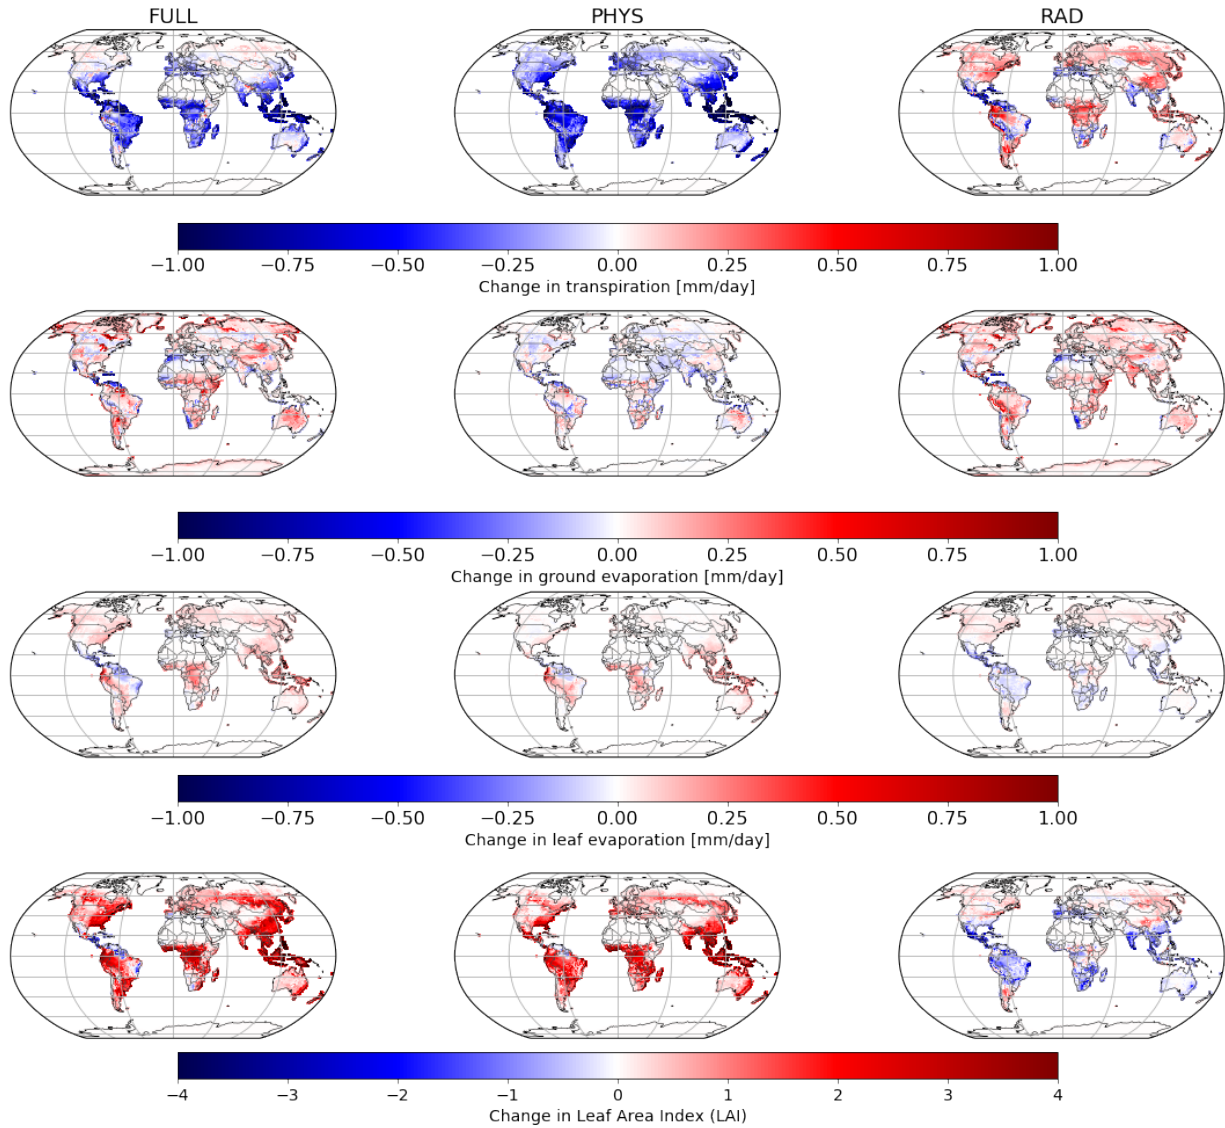 FULL PHYS RAD
−1.00 −0.75 −0.50 −0.25 0.00 0.25 0.50 0.75 1.00
Change in transpiration [mm/day]
−1.00 −0.75 −0.50 −0.25 0.00 0.25 0.50 0.75 1.00
Change in ground evaporation [mm/day]
−1.00 −0.75 −0.50 −0.25 0.00 0.25 0.50 0.75 1.00
Change in leaf evaporation [mm/day]
−4 −3 −2 −1 0 1 2 3 4
Change in Leaf Area Index (LAI)